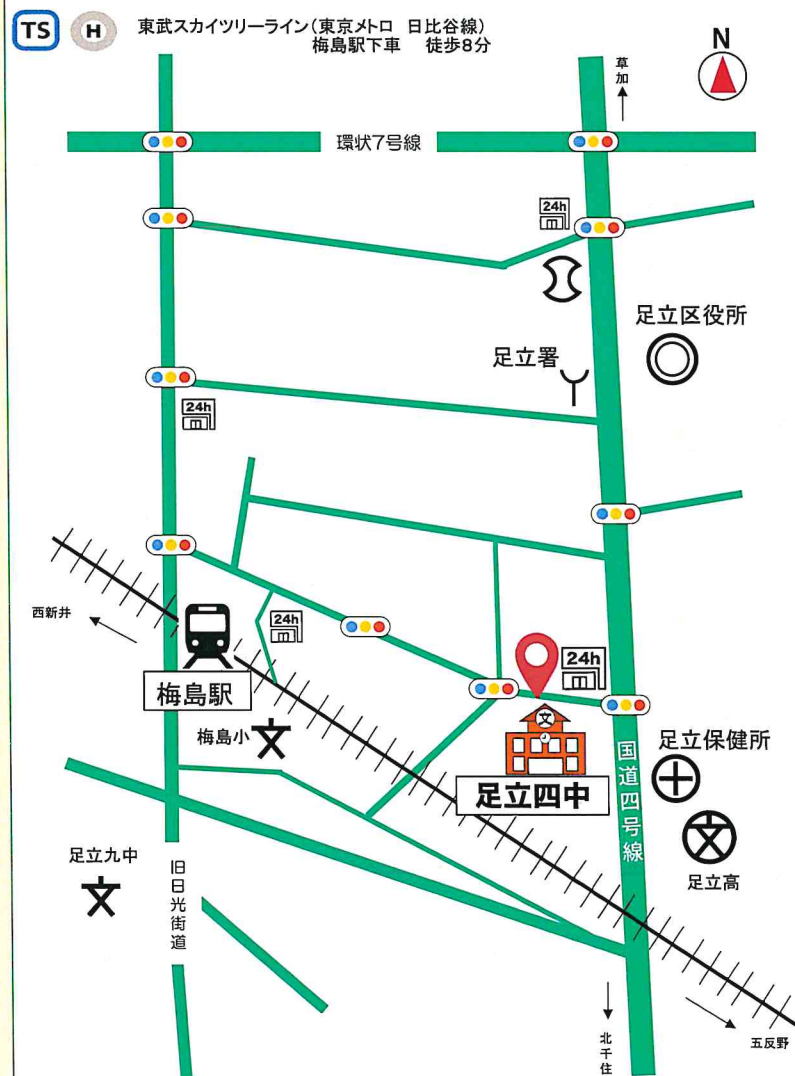 TS H 東武スカイツリーライン(東京メトロ 日比谷線)
梅島駅下車 徒歩8分
N
草加
環状7号線
24h
足立区役所
足立署
24h
西新井
24h
24h
梅島駅
梅島小
文
文
足立保健所
足立四中
国道四号線
文
足立九中
文
足立高
旧日光街道
北千住
五反野